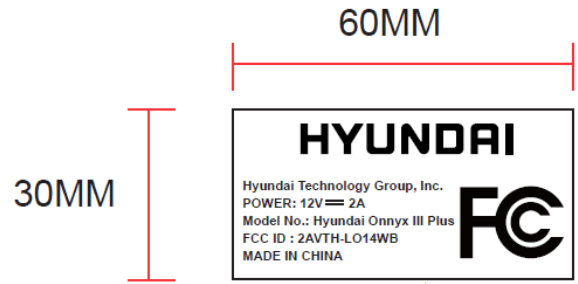 60MM
30MM
HYUNDAI
Hyundai Technology Group, Inc.
POWER: 12V⎓2A
Model No.: Hyundai Onnyx III Plus
FCC ID : 2AVTH-LO14WB
MADE IN CHINA
FC